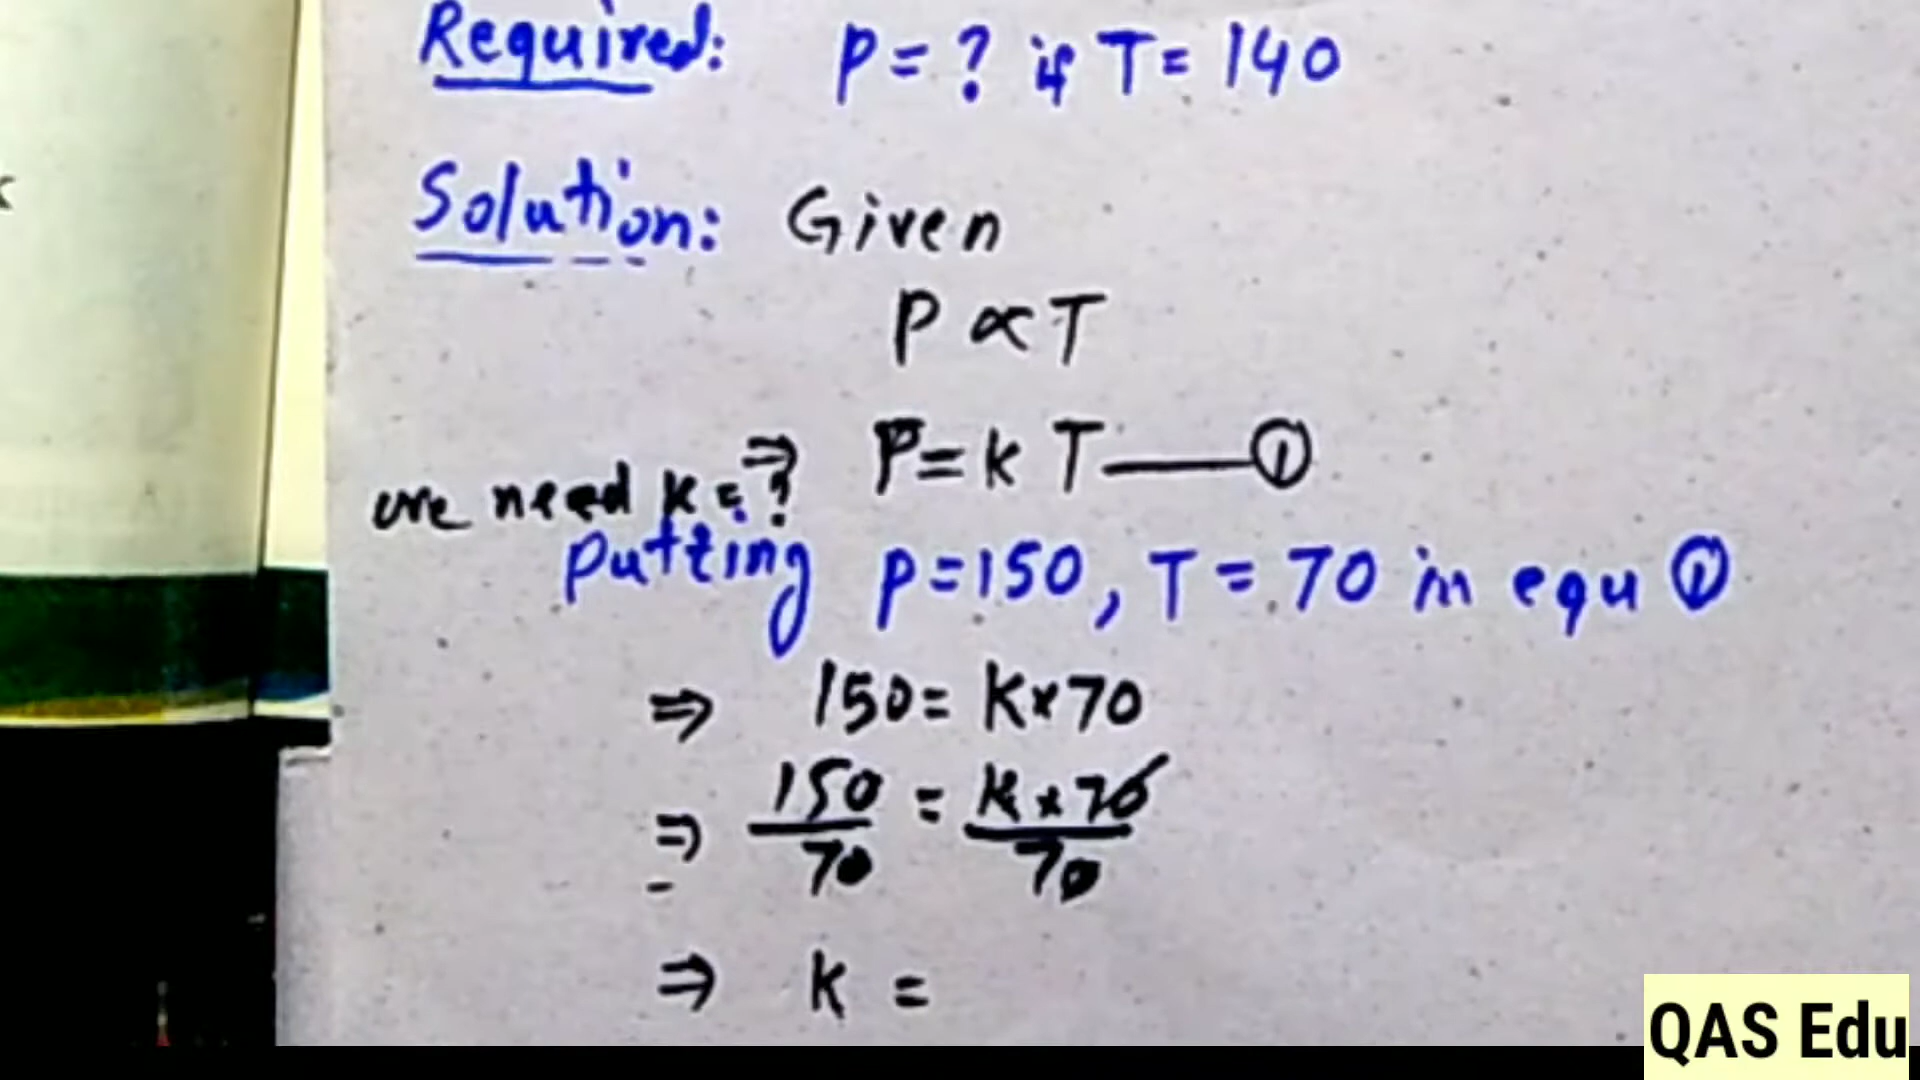 Required: P = ? if T = 140
Solution: Given
P ∝ T
⇒ P = k T —— ①
we need k = ?
Putting P = 150, T = 70 in equ ①
⇒ 150 = K × 70
⇒ 150/70 = K × 70/70
⇒ K =
QAS Edu